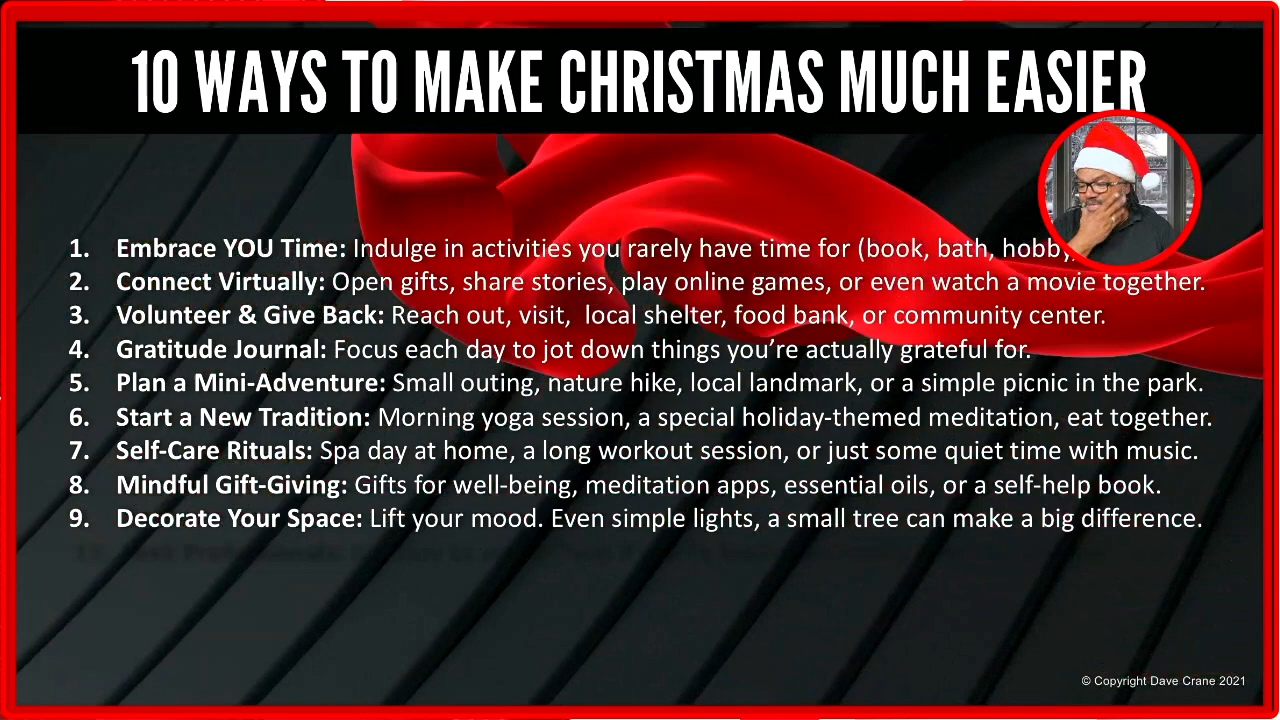 10 WAYS TO MAKE CHRISTMAS MUCH EASIER
1. Embrace YOU Time: Indulge in activities you rarely have time for (book, bath, hobby,
2. Connect Virtually: Open gifts, share stories, play online games, or even watch a movie together.
3. Volunteer & Give Back: Reach out, visit,  local shelter, food bank, or community center.
4. Gratitude Journal: Focus each day to jot down things you’re actually grateful for.
5. Plan a Mini-Adventure: Small outing, nature hike, local landmark, or a simple picnic in the park.
6. Start a New Tradition: Morning yoga session, a special holiday-themed meditation, eat together.
7. Self-Care Rituals: Spa day at home, a long workout session, or just some quiet time with music.
8. Mindful Gift-Giving: Gifts for well-being, meditation apps, essential oils, or a self-help book.
9. Decorate Your Space: Lift your mood. Even simple lights, a small tree can make a big difference.
© Copyright Dave Crane 2021